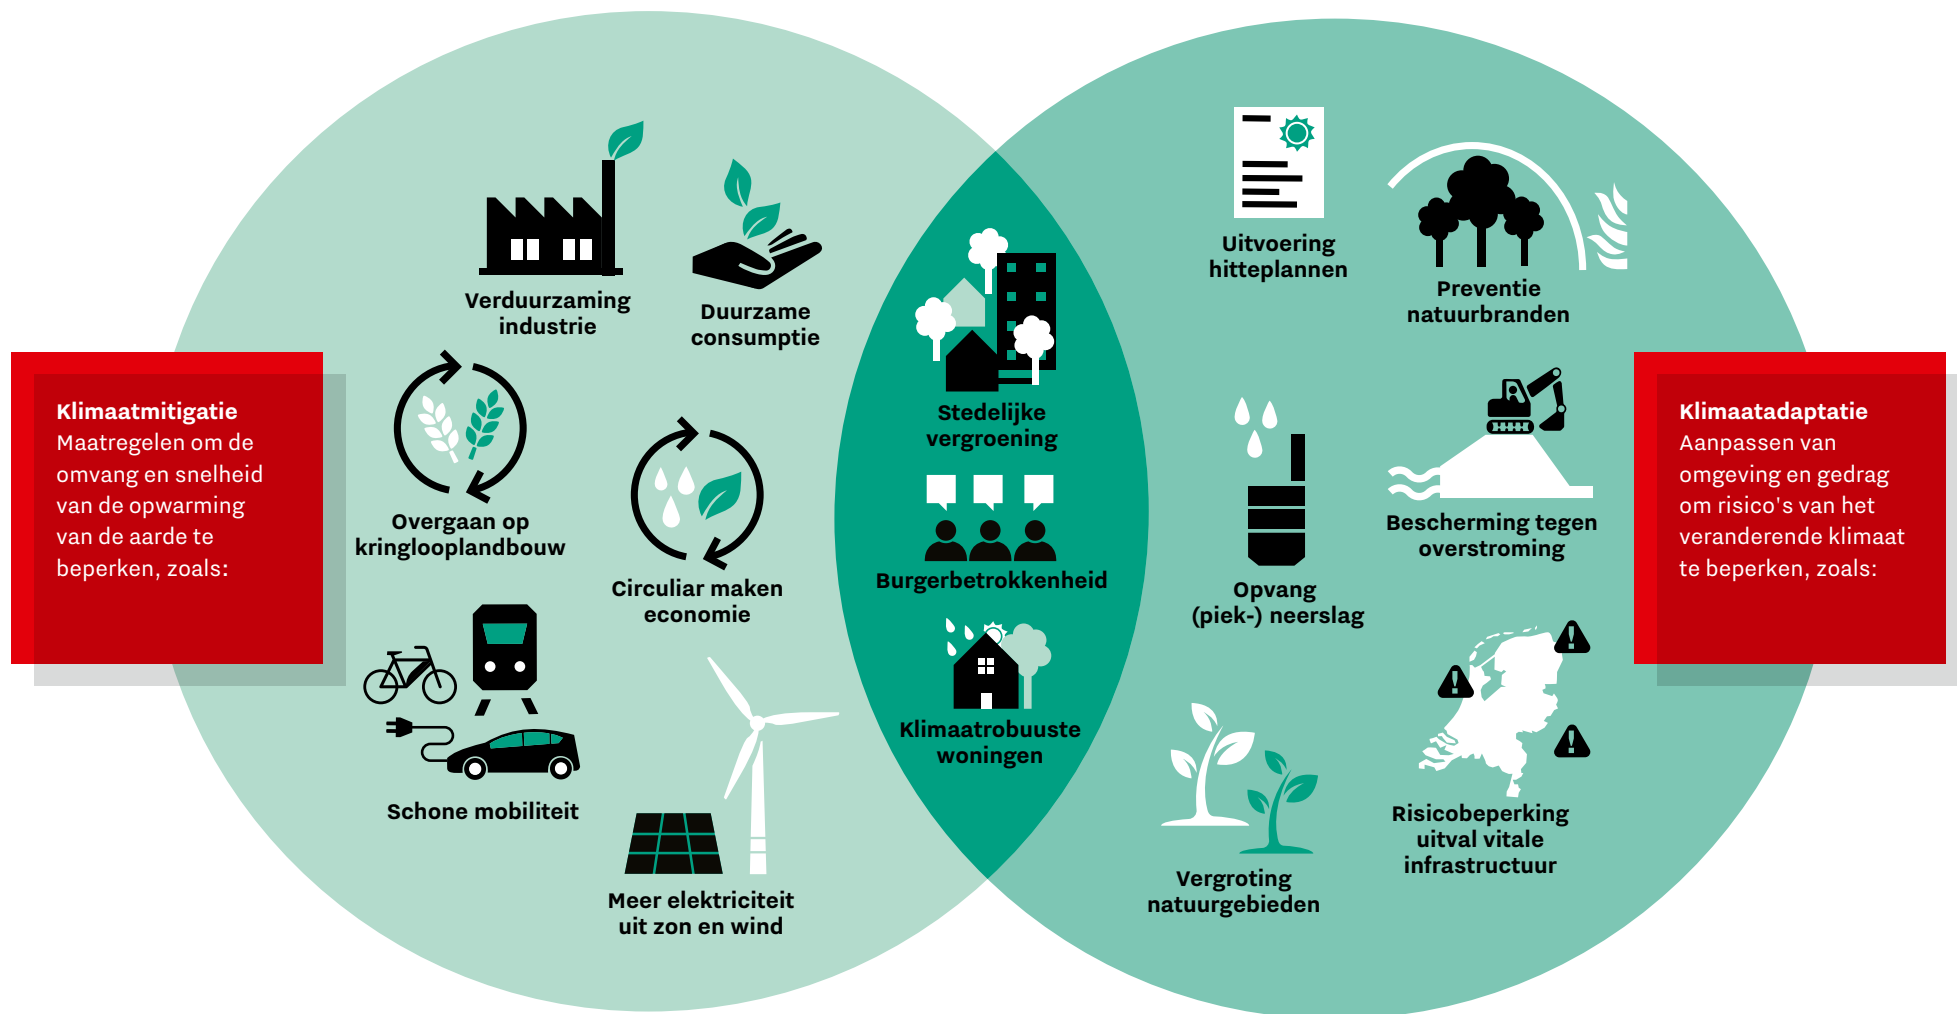 Klimaatmitigatie
Maatregelen om de
omvang en snelheid
van de opwarming
van de aarde te
beperken, zoals:
Verduurzaming
industrie
Duurzame
consumptie
Overgaan op
kringlooplandbouw
Circuliar maken
economie
Schone mobiliteit
Meer elektriciteit
uit zon en wind
Stedelijke
vergroening
Burgerbetrokkenheid
Klimaatrobuuste
woningen
Uitvoering
hitteplannen
Preventie
natuurbranden
Opvang
(piek-) neerslag
Bescherming tegen
overstroming
Vergroting
natuurgebieden
Risicobeperking
uitval vitale
infrastructuur
Klimaatadaptatie
Aanpassen van
omgeving en gedrag
om risico's van het
veranderende klimaat
te beperken, zoals: